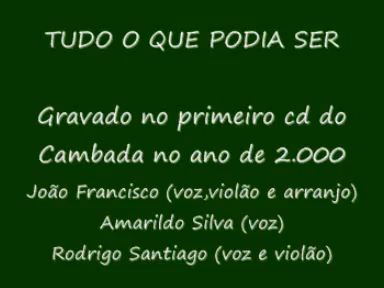 TUDO O QUE PODIA SER
Gravado no primeiro cd do
Cambada no ano de 2.000
João Francisco (voz,violão e arranjo)
Amarildo Silva (voz)
Rodrigo Santiago (voz e violão)